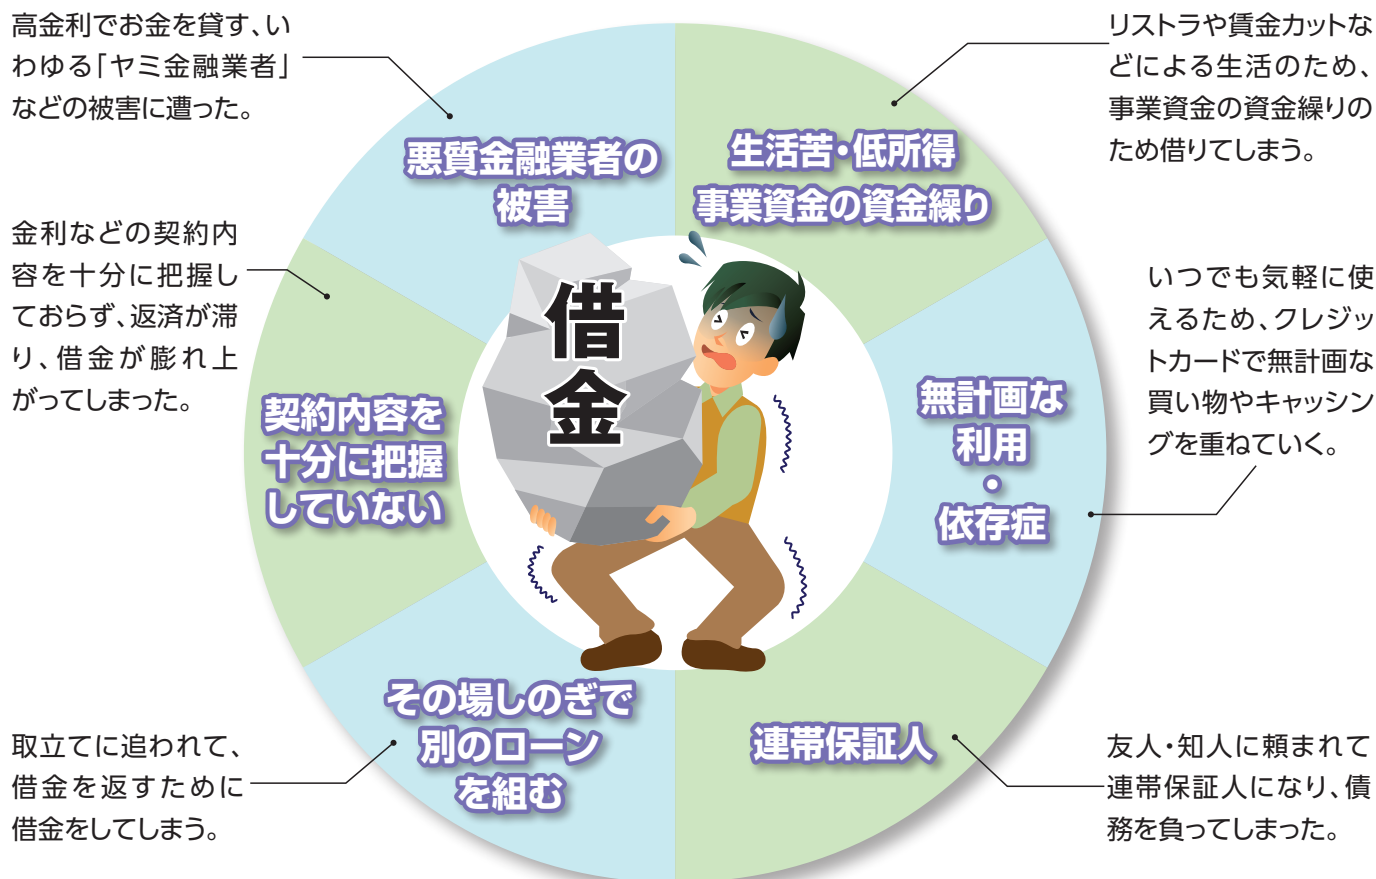 高金利でお金を貸す、い
わゆる「ヤミ金融業者」
などの被害に遭った。
悪質金融業者の
被害
リストラや賃金カットな
どによる生活のため、
事業資金の資金繰りの
ため借りてしまう。
生活苦・低所得
事業資金の資金繰り
金利などの契約内
容を十分に把握し
ておらず、返済が滞
り、借金が膨れ上
がってしまった。
契約内容を
十分に把握
していない
借金
いつでも気軽に使
えるため、クレジッ
トカードで無計画な
買い物やキャッシン
グを重ねていく。
無計画な
利用
・
依存症
取立てに追われて、
借金を返すために
借金をしてしまう。
その場しのぎで
別のローン
を組む
連帯保証人
友人・知人に頼まれて
連帯保証人になり、債
務を負ってしまった。